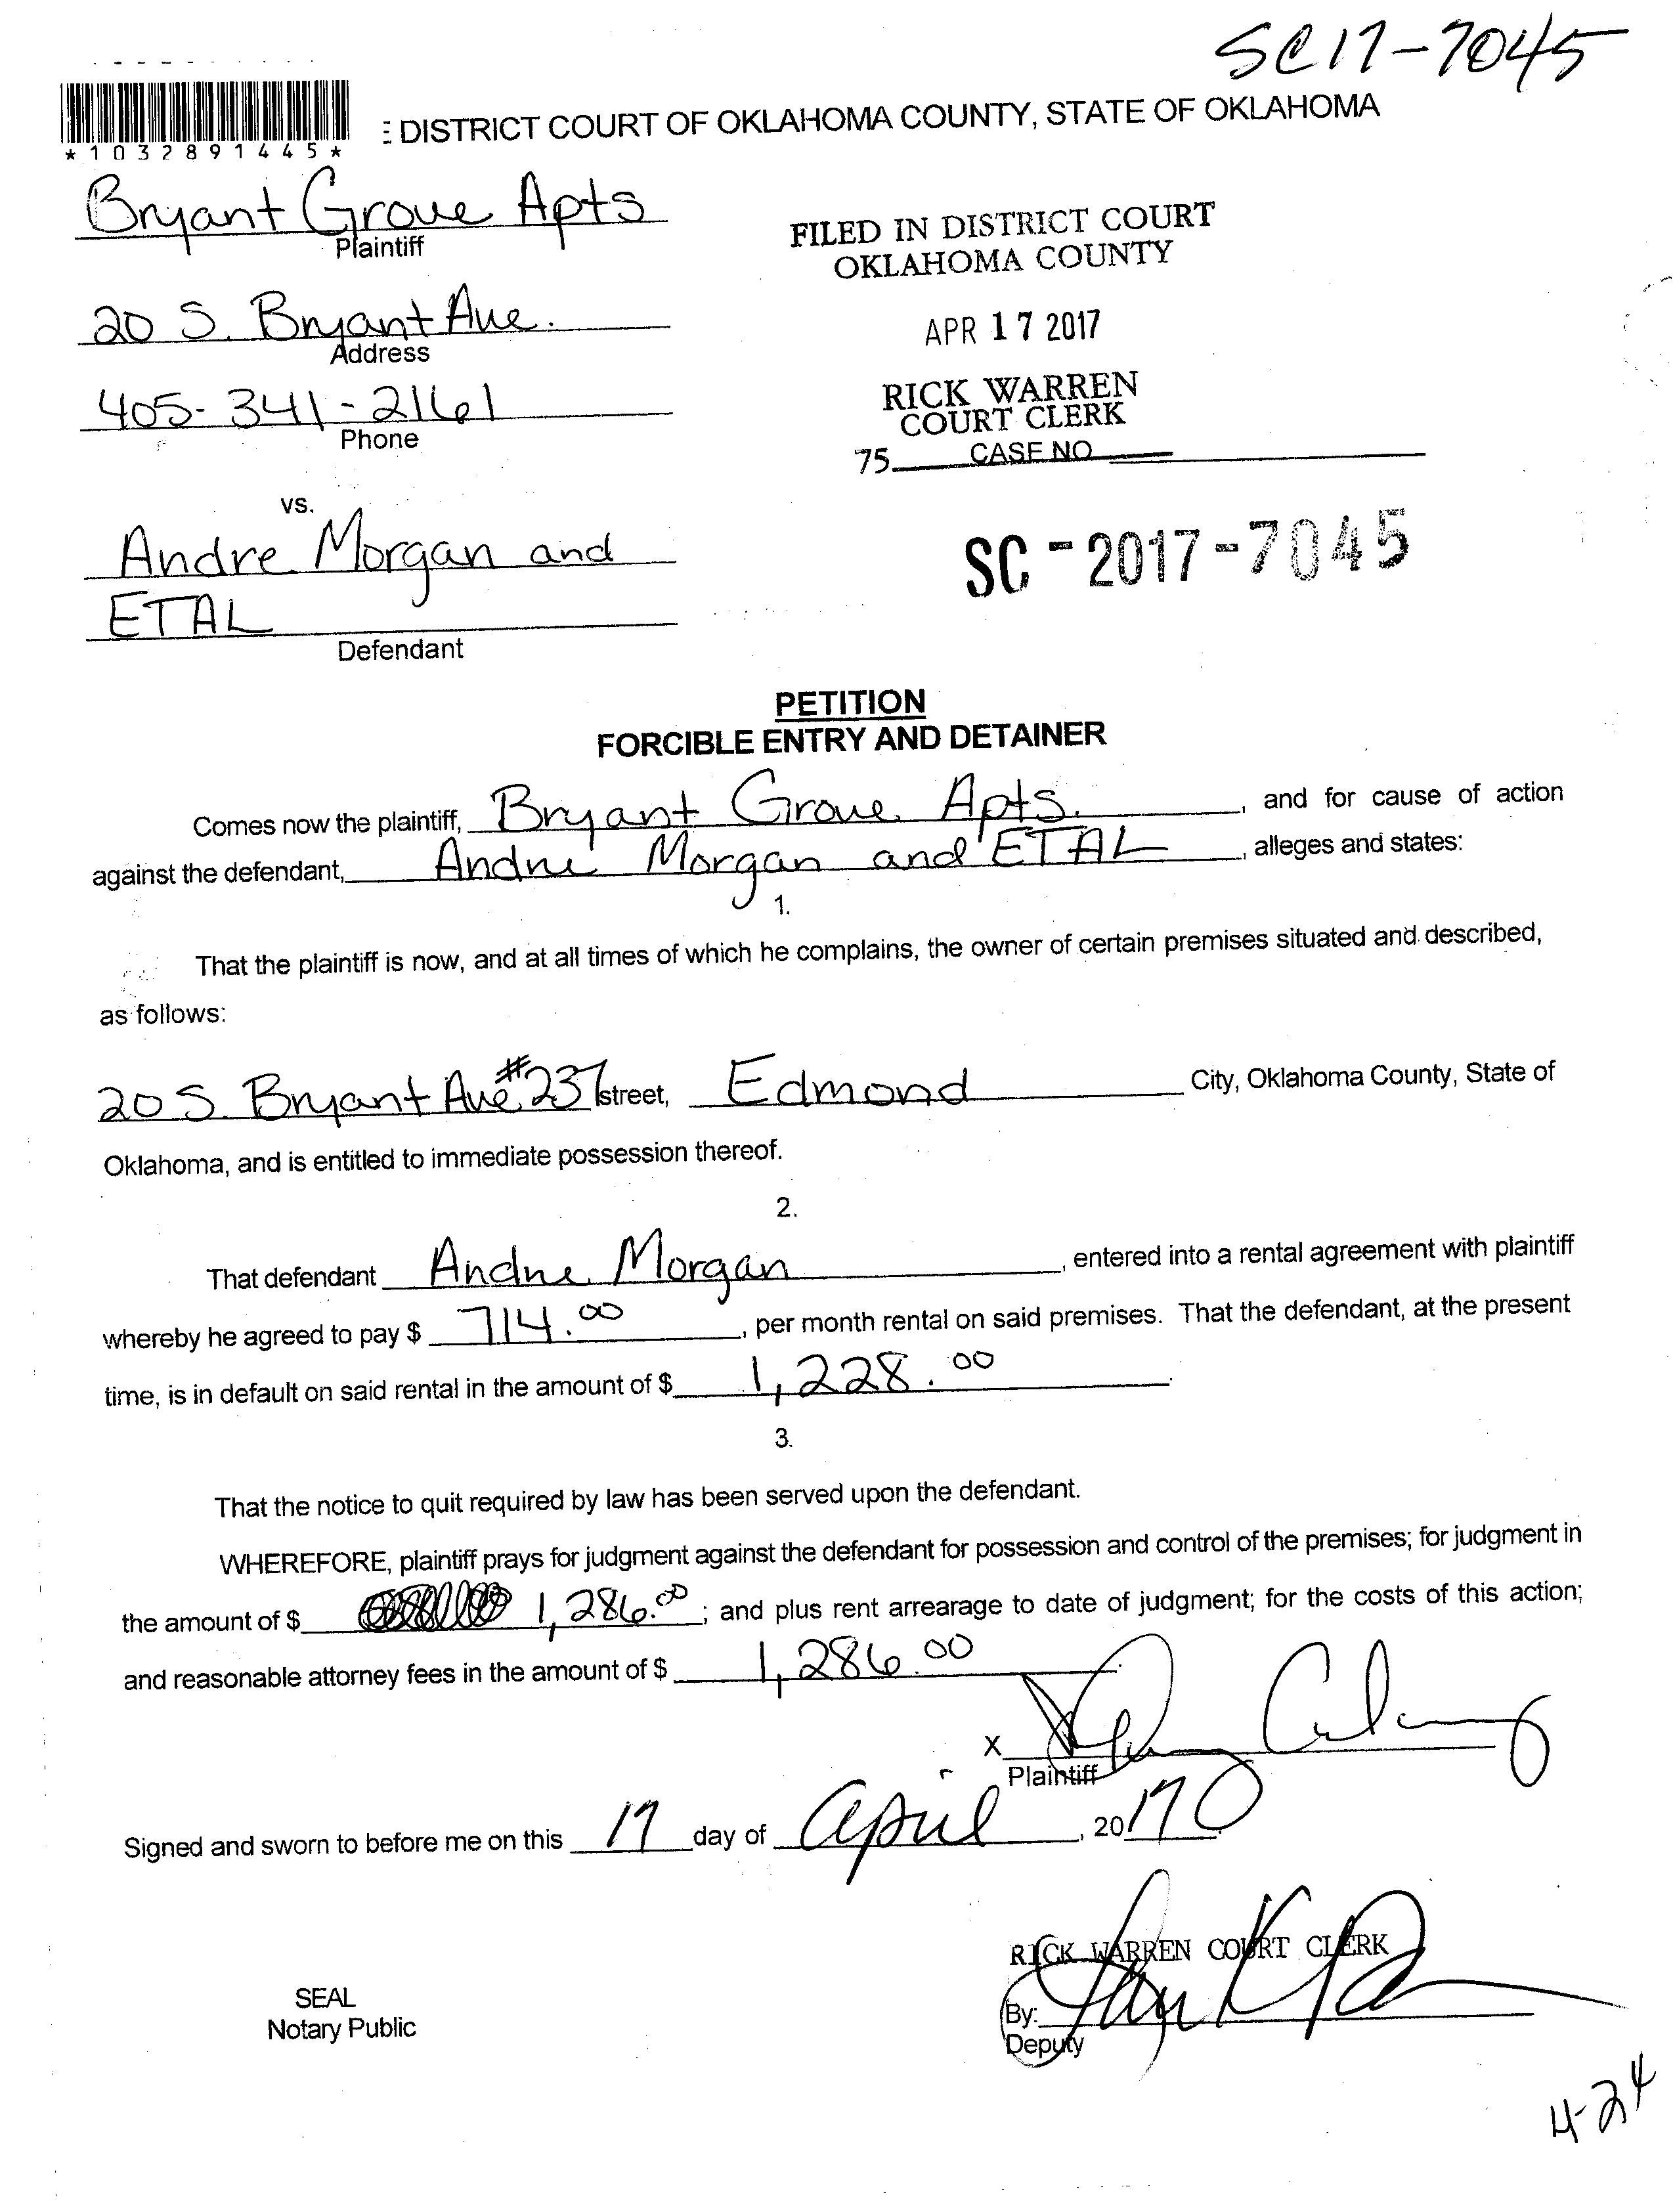 SC17-7045
*1032891445*
DISTRICT COURT OF OKLAHOMA COUNTY, STATE OF OKLAHOMA
Bryant Grove Apts
Plaintiff
FILED IN DISTRICT COURT
OKLAHOMA COUNTY
20 S. Bryant Ave.
Address
APR 17 2017
405-341-2161
Phone
RICK WARREN
COURT CLERK
75 CASE NO
vs.
Andre Morgan and
ETAL
Defendant
SC-2017-7045
PETITION
FORCIBLE ENTRY AND DETAINER
Comes now the plaintiff, Bryant Grove Apts. , and for cause of action
against the defendant, Andre Morgan and ETAL , alleges and states:
1.
That the plaintiff is now, and at all times of which he complains, the owner of certain premises situated and described,
as follows:
20 S. Bryant Ave #237 street, Edmond City, Oklahoma County, State of
Oklahoma, and is entitled to immediate possession thereof.
2.
That defendant Andre Morgan , entered into a rental agreement with plaintiff
whereby he agreed to pay $ 714.00 , per month rental on said premises. That the defendant, at the present
time, is in default on said rental in the amount of $ 1,228.00 .
3.
That the notice to quit required by law has been served upon the defendant.
WHEREFORE, plaintiff prays for judgment against the defendant for possession and control of the premises; for judgment in
the amount of $ 1,286.00 ; and plus rent arrearage to date of judgment; for the costs of this action;
and reasonable attorney fees in the amount of $ 1,286.00 .
X
Plaintiff
Signed and sworn to before me on this 17 day of April , 2017
RICK WARREN COURT CLERK
SEAL
Notary Public
By:
Deputy
4-24